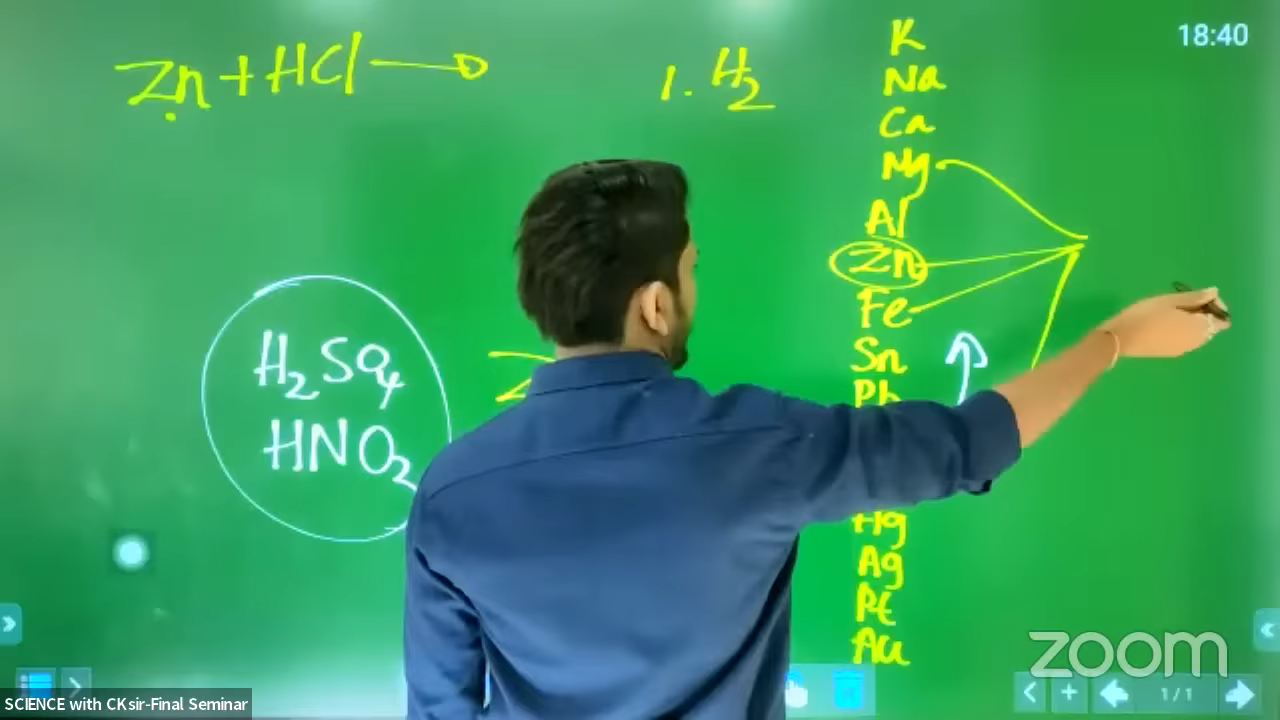 Zn + HCl →
1. H2
K
Na
Ca
Mg
Al
Zn
Fe
Sn
Pb
Hg
Ag
Pt
Au
H2SO4
HNO3
18:40
zoom
1/1
SCIENCE with CKsir-Final Seminar